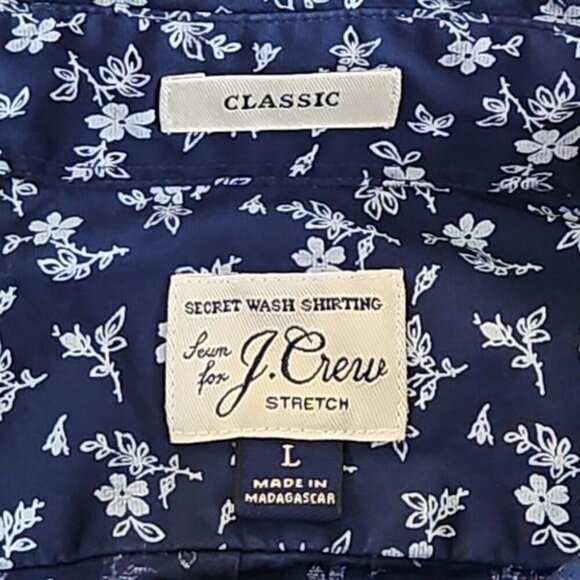 CLASSIC
SECRET WASH SHIRTING
Sewn
for J.Crew
STRETCH
L
MADE IN
MADAGASCAR